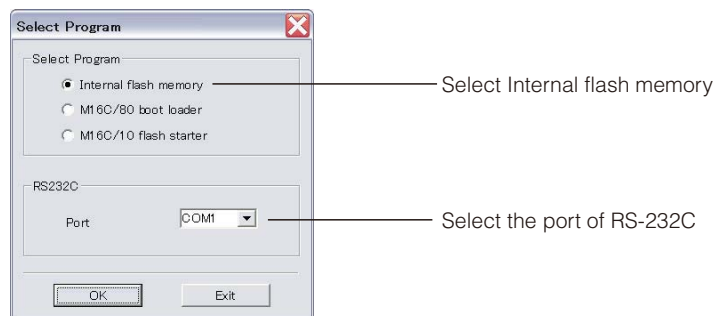 Select Program
Select Program
Internal flash memory
Select Internal flash memory
M16C/80 boot loader
M16C/10 flash starter
RS232C
Port
COM1
Select the port of RS-232C
OK
Exit